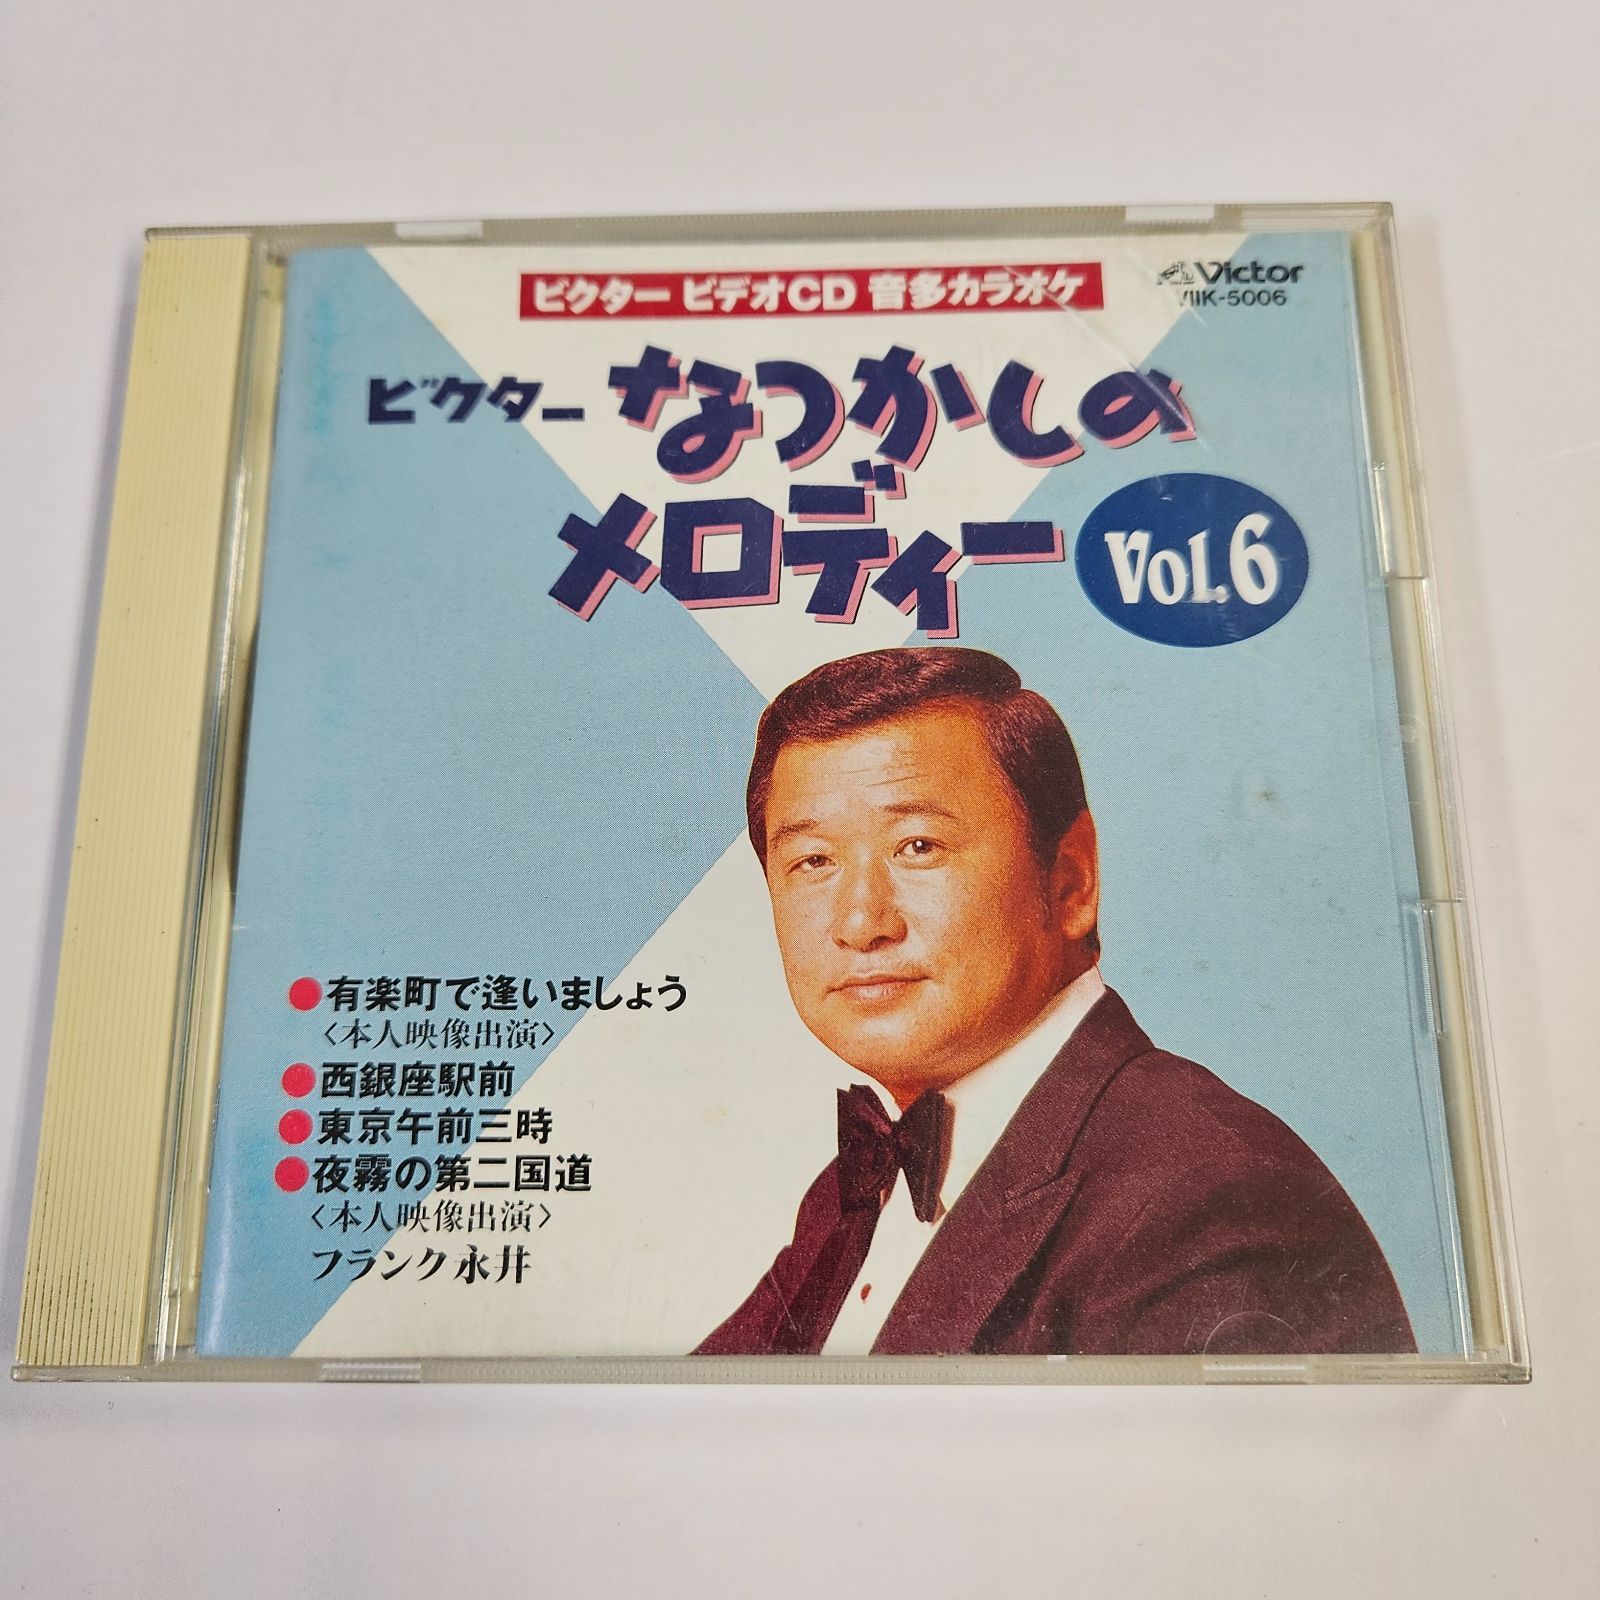 ビクター ビデオCD 音多カラオケ
Victor
VIIK-5006
ビクター なつかしの
メロディー
Vol.6
●有楽町で逢いましょう
〈本人映像出演〉
●西銀座駅前
●東京午前三時
●夜霧の第二国道
〈本人映像出演〉
フランク永井